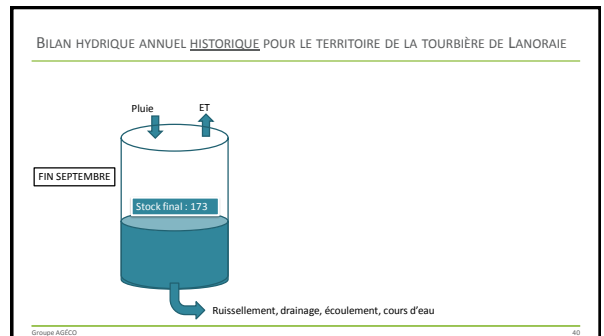 BILAN HYDRIQUE ANNUEL HISTORIQUE POUR LE TERRITOIRE DE LA TOURBIÈRE DE LANORAIE
Pluie
ET
FIN SEPTEMBRE
Stock final : 173
Ruissellement, drainage, écoulement, cours d'eau
Groupe AGÉCO
40